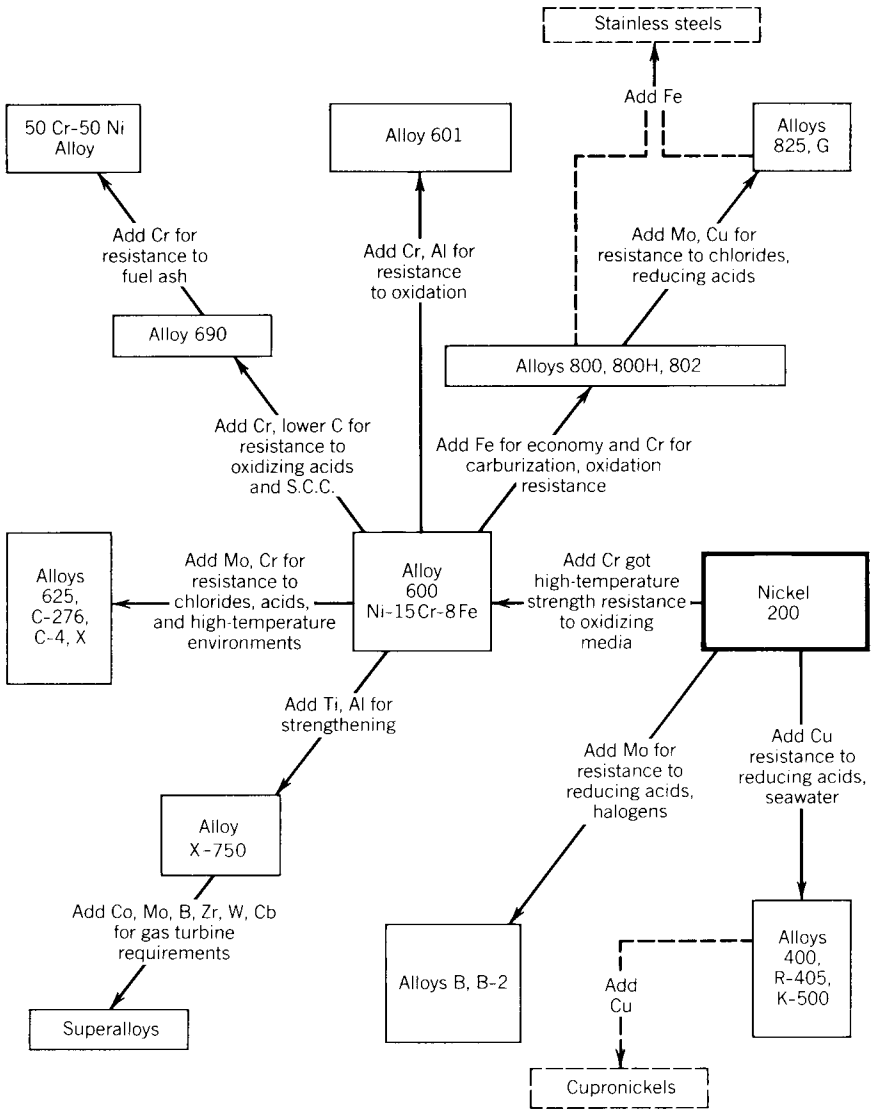 Stainless steels
Add Fe
50 Cr-50 Ni
Alloy
Alloy 601
Alloys
825, G
Add Cr for
resistance to
fuel ash
Add Cr, Al for
resistance
to oxidation
Add Mo, Cu for
resistance to chlorides,
reducing acids
Alloy 690
Alloys 800, 800H, 802
Add Cr, lower C for
resistance to
oxidizing acids
and S.C.C.
Add Fe for economy and Cr for
carburization, oxidation
resistance
Alloys
625,
C-276,
C-4, X
Add Mo, Cr for
resistance to
chlorides, acids,
and high-temperature
environments
Alloy
600
Ni-15Cr-8Fe
Add Cr got
high-temperature
strength resistance
to oxidizing
media
Nickel
200
Add Ti, Al for
strengthening
Add Mo for
resistance to
reducing acids,
halogens
Add Cu
resistance to
reducing acids,
seawater
Alloy
X-750
Add Co, Mo, B, Zr, W, Cb
for gas turbine
requirements
Superalloys
Alloys B, B-2
Alloys
400,
R-405,
K-500
Add
Cu
Cupronickels